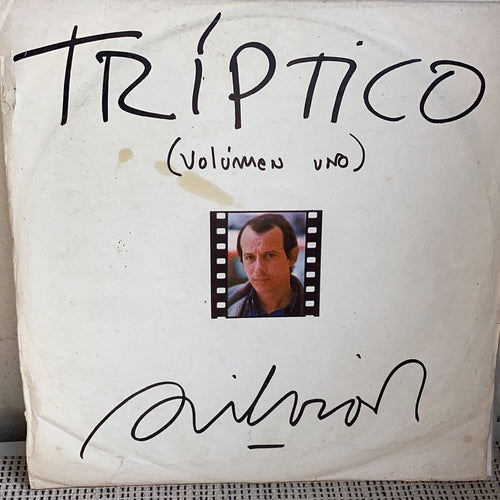 TRÍPTICO
(VOLÚMEN UNO)
Silvio